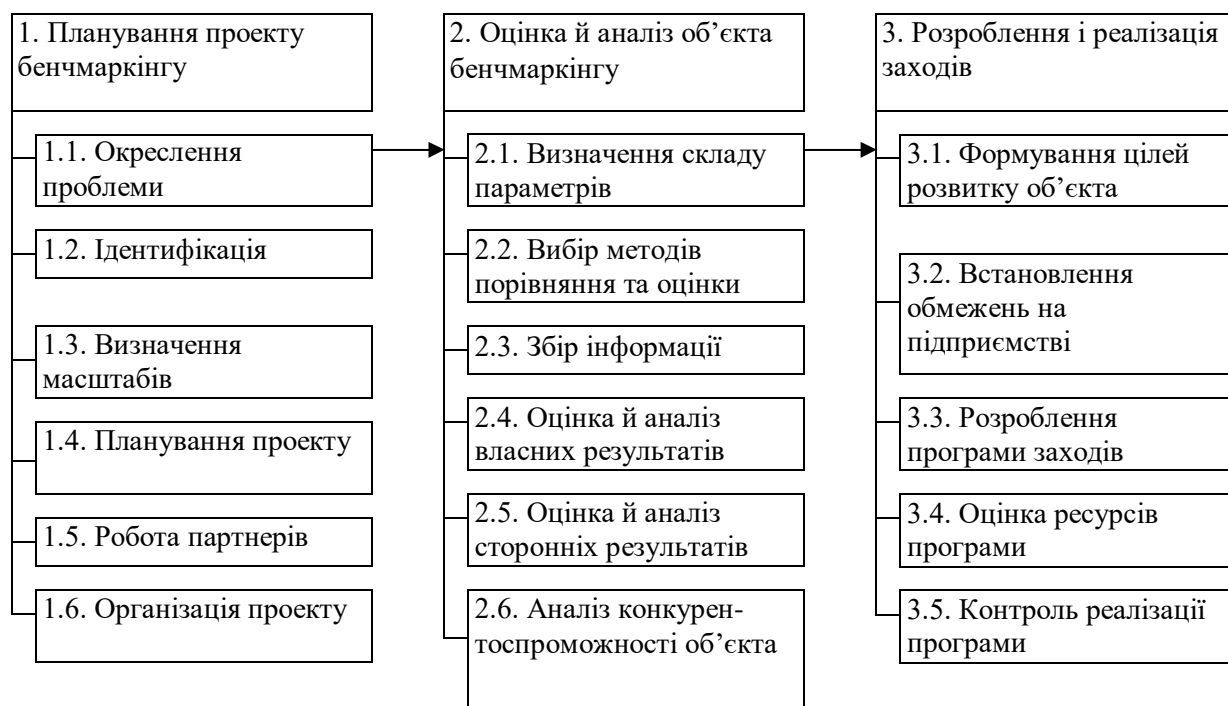 1. Планування проекту
бенчмаркінгу
1.1. Окреслення
проблеми
1.2. Ідентифікація
1.3. Визначення
масштабів
1.4. Планування проекту
1.5. Робота партнерів
1.6. Організація проекту
2. Оцінка й аналіз об’єкта
бенчмаркінгу
2.1. Визначення складу
параметрів
2.2. Вибір методів
порівняння та оцінки
2.3. Збір інформації
2.4. Оцінка й аналіз
власних результатів
2.5. Оцінка й аналіз
сторонніх результатів
2.6. Аналіз конкурен-
тоспроможності об’єкта
3. Розроблення і реалізація
заходів
3.1. Формування цілей
розвитку об’єкта
3.2. Встановлення
обмежень на
підприємстві
3.3. Розроблення
програми заходів
3.4. Оцінка ресурсів
програми
3.5. Контроль реалізації
програми